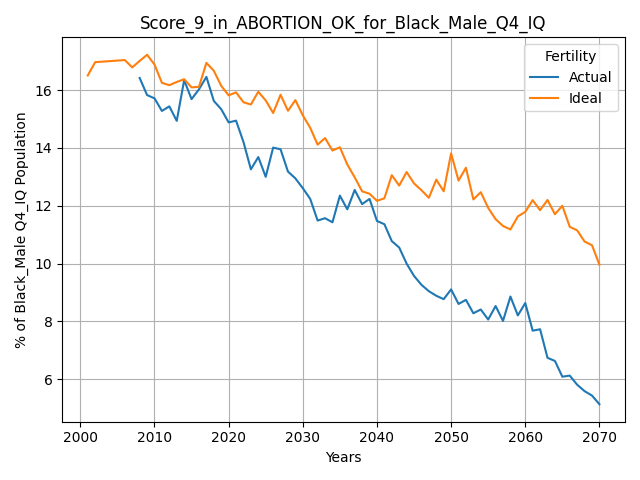 Score_9_in_ABORTION_OK_for_Black_Male_Q4_IQ
Fertility
Actual
Ideal
% of Black_Male Q4_IQ Population
16
14
12
10
8
6
2000 2010 2020 2030 2040 2050 2060 2070
Years